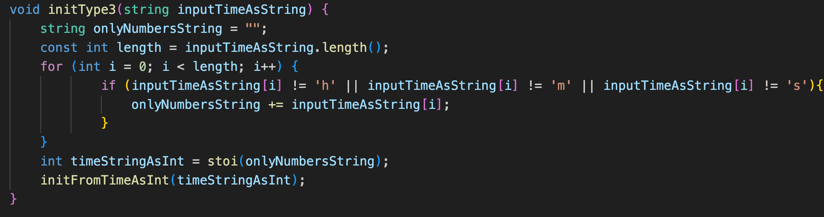 void initType3(string inputTimeAsString) {
    string onlyNumbersString = "";
    const int length = inputTimeAsString.length();
    for (int i = 0; i < length; i++) {
            if (inputTimeAsString[i] != 'h' || inputTimeAsString[i] != 'm' || inputTimeAsString[i] != 's'){
                onlyNumbersString += inputTimeAsString[i];
            }
    }
    int timeStringAsInt = stoi(onlyNumbersString);
    initFromTimeAsInt(timeStringAsInt);
}